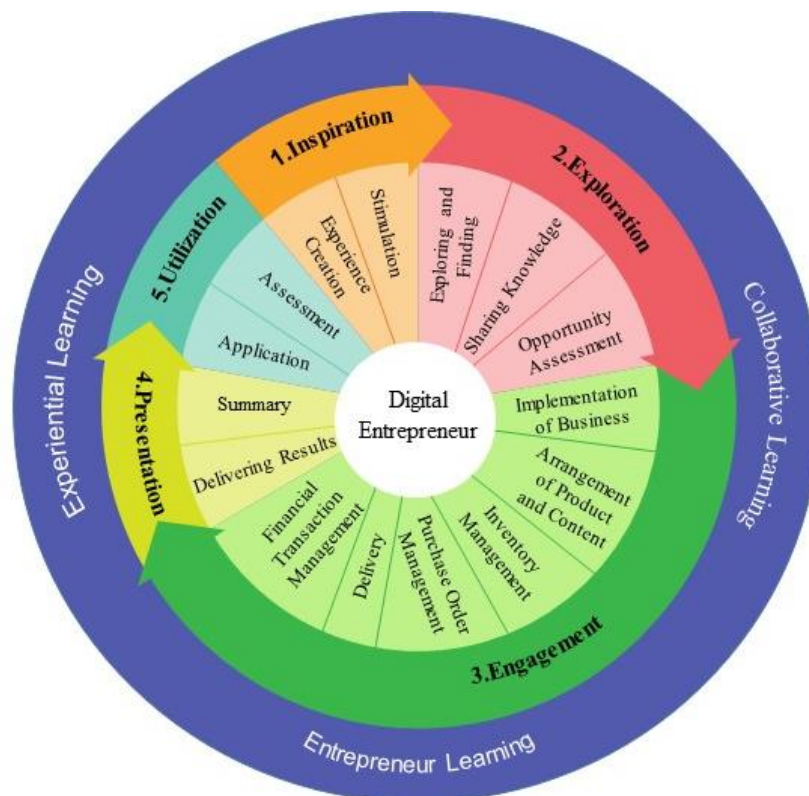 1.Inspiration
Experience
Creation
Stimulation
2.Exploration
Exploring and
Finding
Sharing Knowledge
Opportunity
Assessment
3.Engagement
Implementation
of Business
Arrangement
of Product
and Content
Inventory
Management
Purchase Order
Management
Delivery
Financial
Transaction
Management
4.Presentation
Delivering Results
Summary
5.Utilization
Application
Assessment
Digital
Entrepreneur
Collaborative Learning
Entrepreneur Learning
Experiential Learning